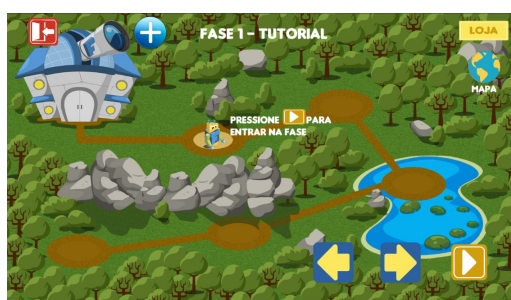 FASE 1 - TUTORIAL
LOJA
MAPA
PRESSIONE PARA
ENTRAR NA FASE